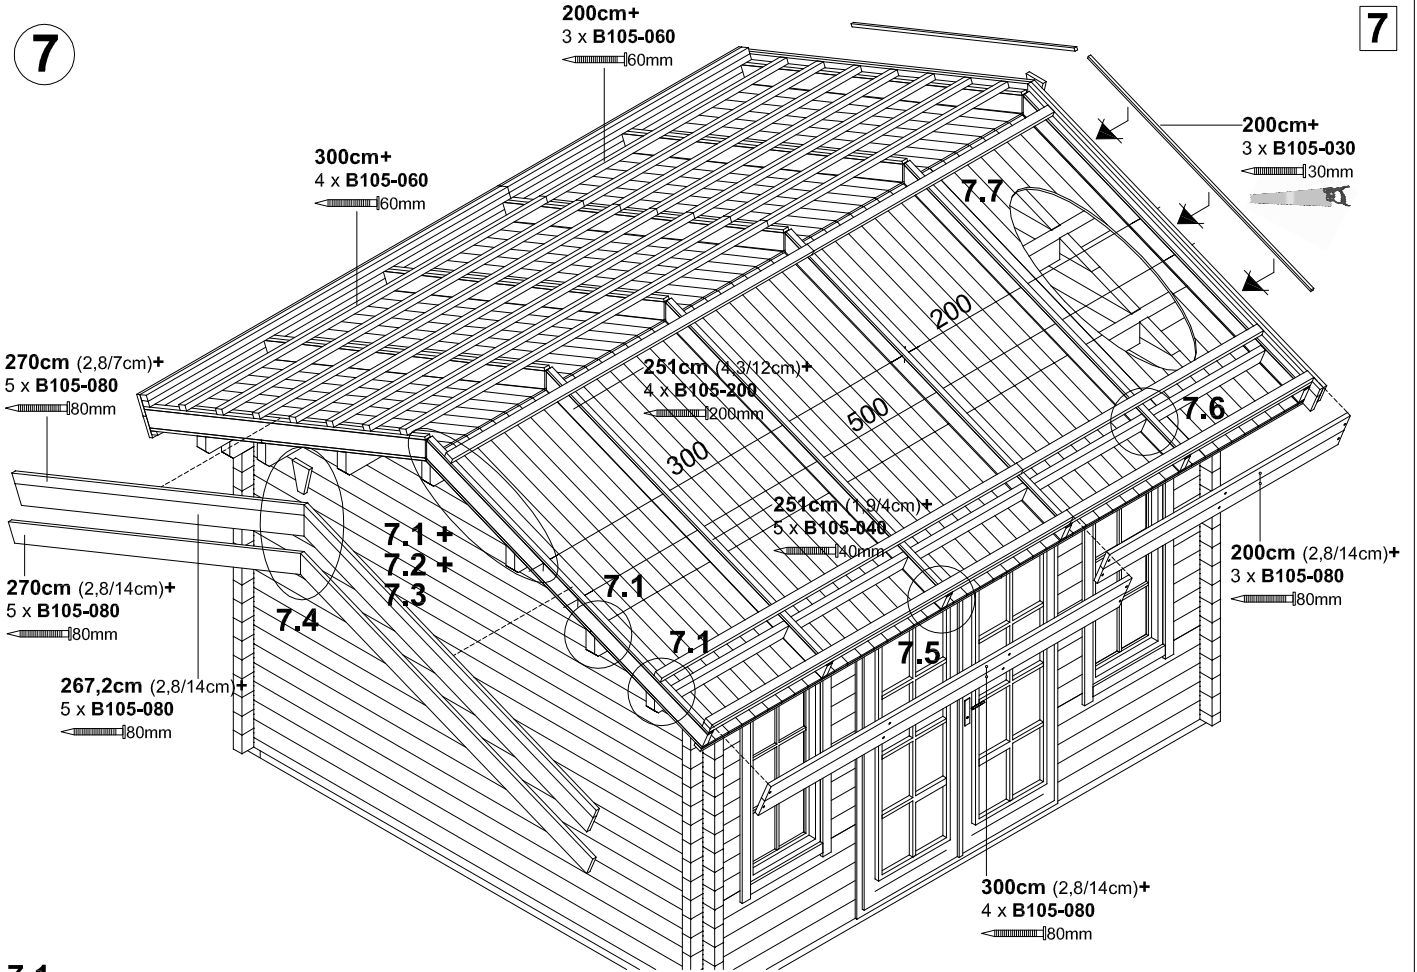 7
7
200cm+
3 x B105-060
60mm
300cm+
4 x B105-060
60mm
200cm+
3 x B105-030
30mm
7.7
270cm (2,8/7cm)+
5 x B105-080
80mm
251cm (4,3/12cm)+
4 x B105-200
200mm
200
500
300
7.6
251cm (1,9/4cm)+
5 x B105-040
40mm
7.1 +
7.2 +
7.3
7.1
7.1
7.5
7.4
270cm (2,8/14cm)+
5 x B105-080
80mm
200cm (2,8/14cm)+
3 x B105-080
80mm
267,2cm (2,8/14cm)+
5 x B105-080
80mm
300cm (2,8/14cm)+
4 x B105-080
80mm
7.1